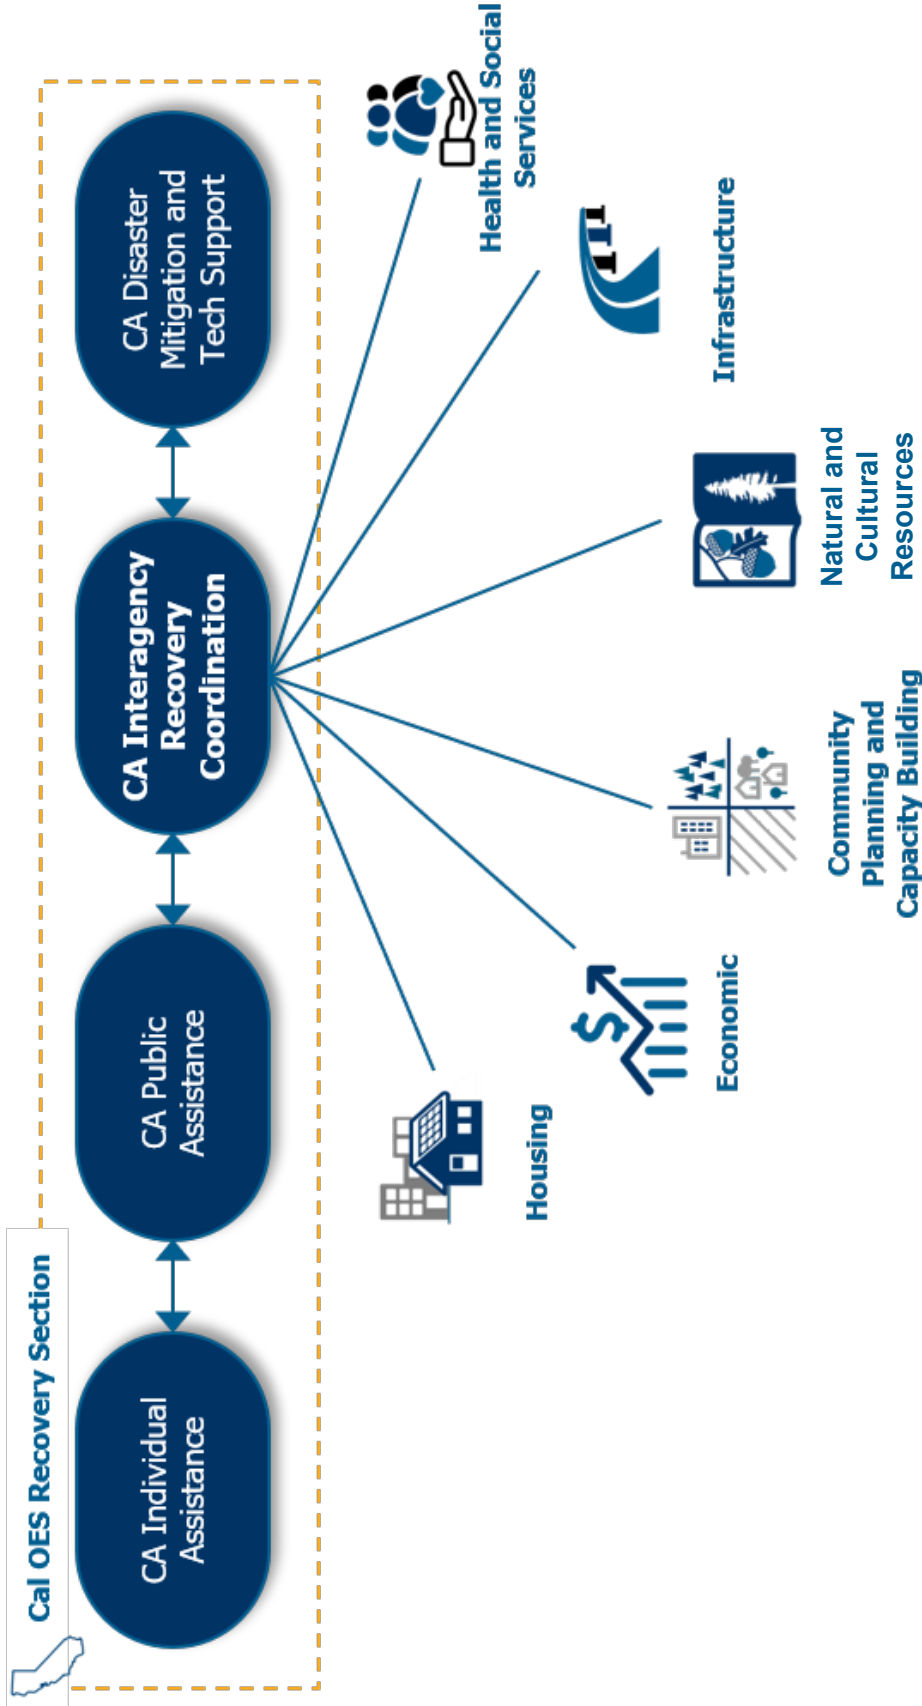 Cal OES Recovery Section
CA Individual
Assistance
CA Public
Assistance
CA Interagency
Recovery
Coordination
CA Disaster
Mitigation and
Tech Support
Housing
Economic
Community
Planning and
Capacity Building
Natural and
Cultural
Resources
Infrastructure
Health and Social
Services